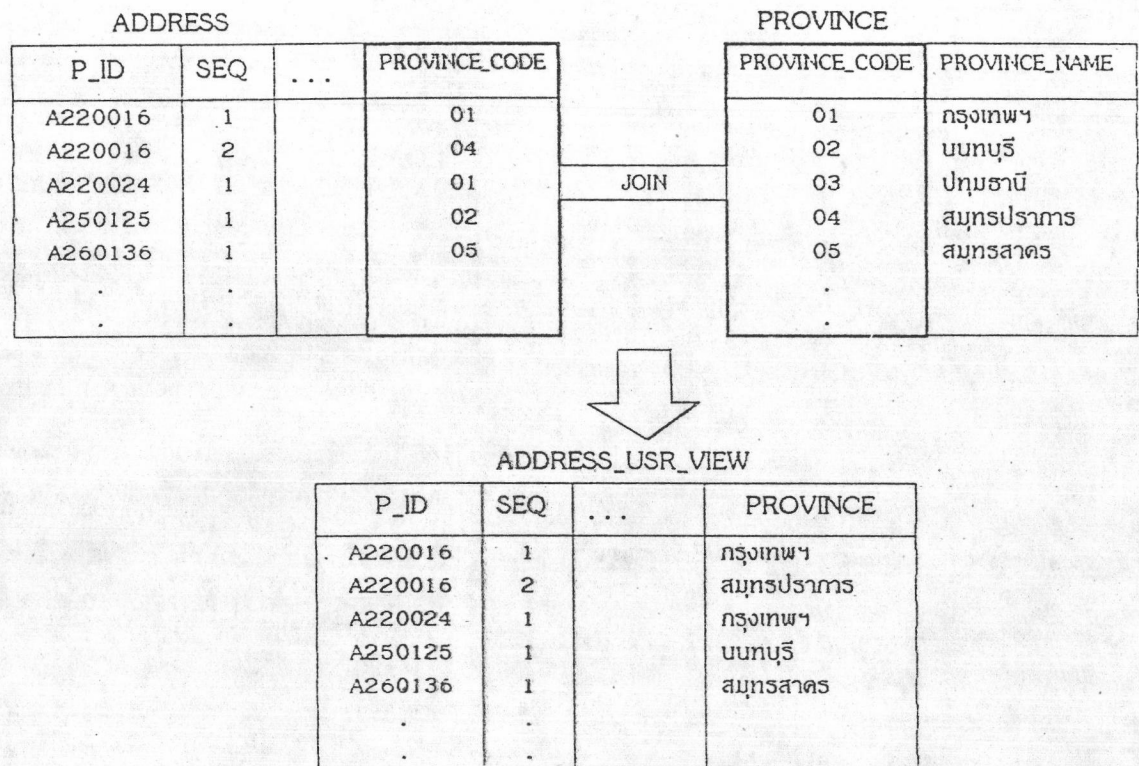 ADDRESS PROVINCE
P_ID SEQ ... PROVINCE_CODE PROVINCE_CODE PROVINCE_NAME
A220016 1 01 01 กรุงเทพฯ
A220016 2 04 02 นนทบุรี
A220024 1 01 JOIN 03 ปทุมธานี
A250125 1 02 04 สมุทรปราการ
A260136 1 05 05 สมุทรสาคร
. . .
. . .
ADDRESS_USR_VIEW
P_ID SEQ ... PROVINCE
A220016 1 กรุงเทพฯ
A220016 2 สมุทรปราการ
A220024 1 กรุงเทพฯ
A250125 1 นนทบุรี
A260136 1 สมุทรสาคร
. .
. .